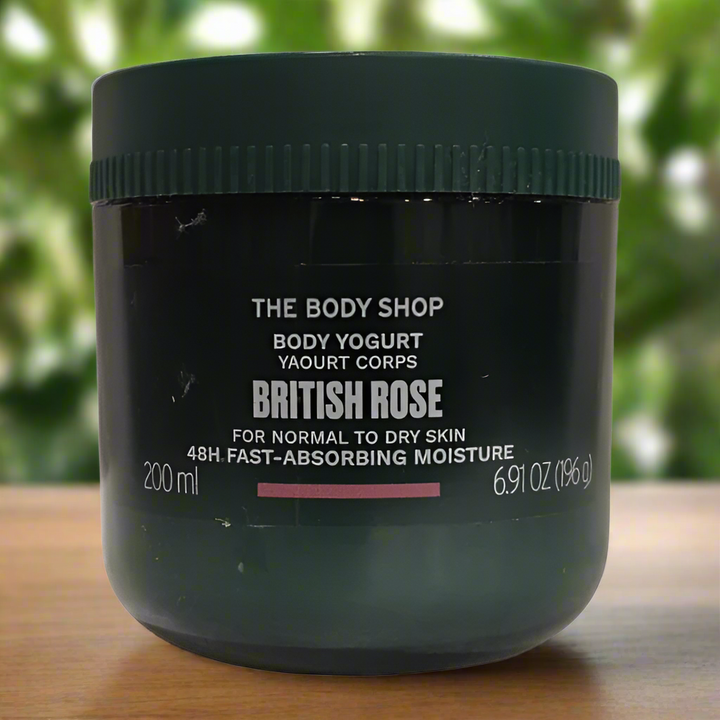 THE BODY SHOP
BODY YOGURT
YAOURT CORPS
BRITISH ROSE
FOR NORMAL TO DRY SKIN
48H FAST-ABSORBING MOISTURE
200 ml
6.91 OZ (196 g)